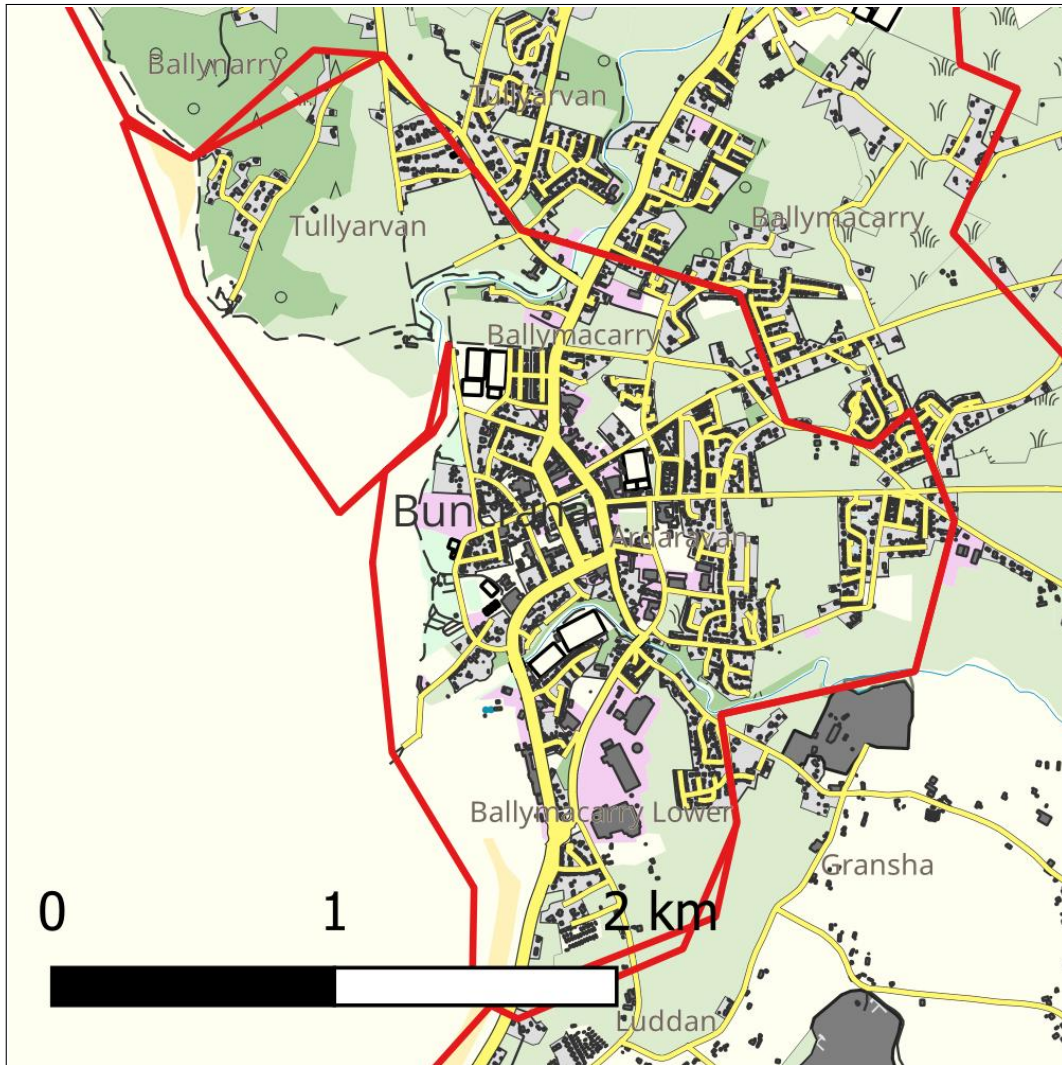 Ballynarry
Tullyarvan
Tullyarvan
Ballymacarry
Ballymacarry
Buncrana
Ardaravan
Ballymacarry Lower
Gransha
0 1 2 km
Luddan